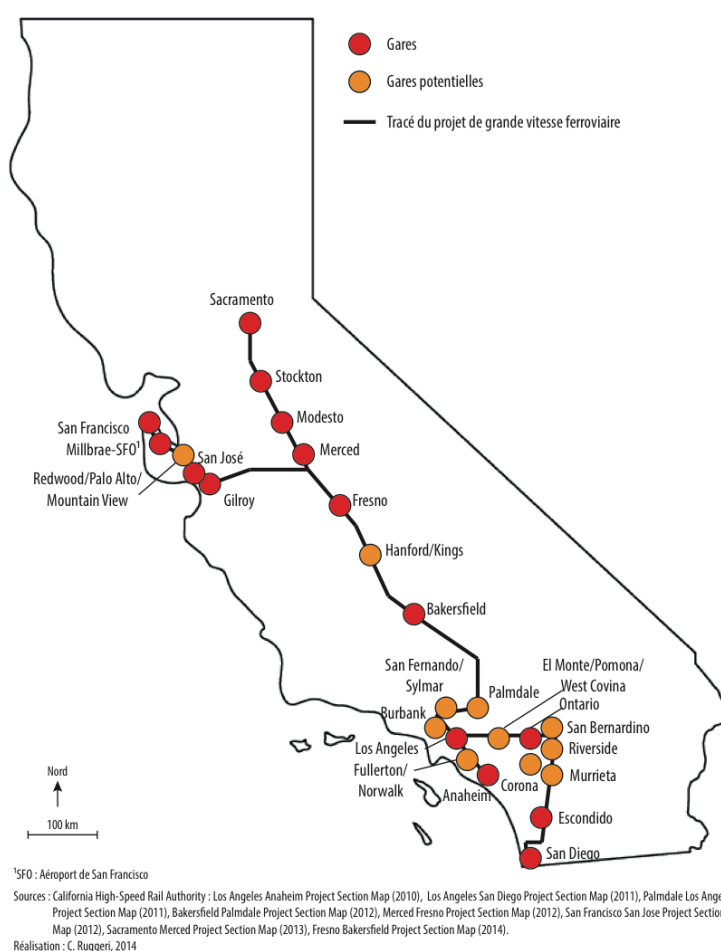 Gares
Gares potentielles
Tracé du projet de grande vitesse ferroviaire
Sacramento
Stockton
Modesto
Merced
San Francisco
Millbrae-SFO¹
San José
Redwood/Palo Alto/
Mountain View
Gilroy
Fresno
Hanford/Kings
Bakersfield
San Fernando/
Sylmar
Palmdale
El Monte/Pomona/
West Covina
Ontario
Burbank
San Bernardino
Los Angeles
Riverside
Fullerton/
Norwalk
Corona
Murrieta
Anaheim
Escondido
San Diego
Nord
100 km
¹SFO : Aéroport de San Francisco
Sources : California High-Speed Rail Authority : Los Angeles Anaheim Project Section Map (2010), Los Angeles San Diego Project Section Map (2011), Palmdale Los Angel
Project Section Map (2011), Bakersfield Palmdale Project Section Map (2012), Merced Fresno Project Section Map (2012), San Francisco San Jose Project Section
Map (2012), Sacramento Merced Project Section Map (2013), Fresno Bakersfield Project Section Map (2014).
Réalisation : C. Ruggeri, 2014